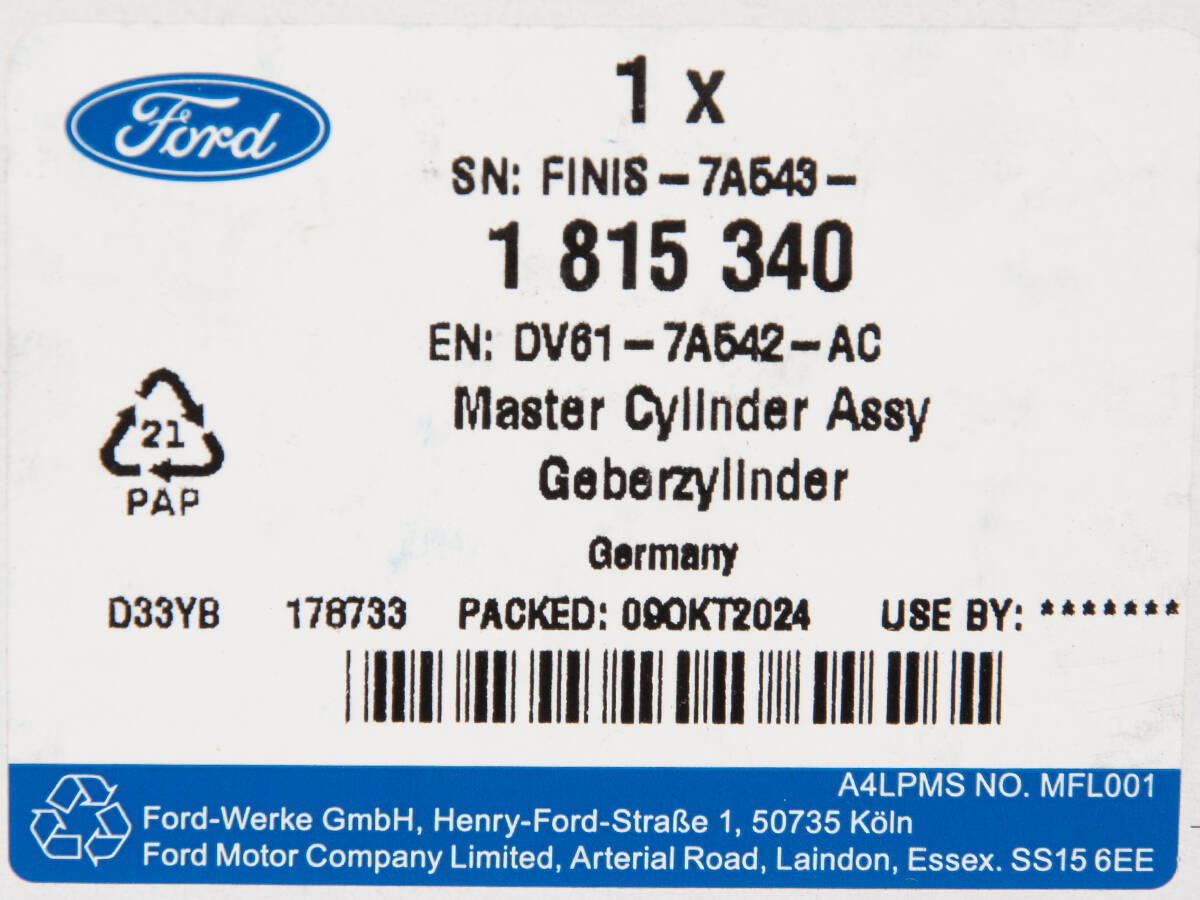 Ford
1 x
SN: FINIS-7A543-
1 815 340
EN: DV61-7A542-AC
Master Cylinder Assy
Geberzylinder
21
PAP
Germany
D33YB 178733 PACKED: 09OKT2024 USE BY: *******
A4LPMS NO. MFL001
Ford-Werke GmbH, Henry-Ford-Straße 1, 50735 Köln
Ford Motor Company Limited, Arterial Road, Laindon, Essex. SS15 6EE